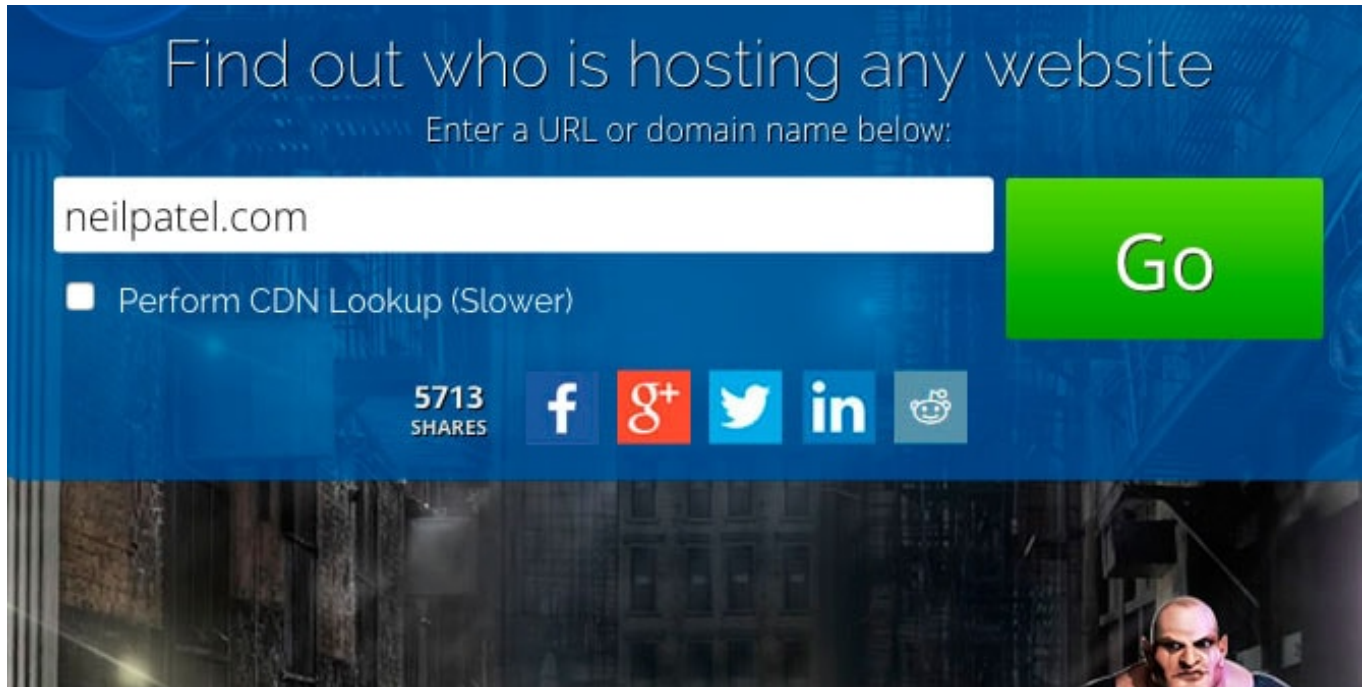 Find out who is hosting any website
Enter a URL or domain name below:
neilpatel.com
Go
Perform CDN Lookup (Slower)
5713
SHARES
f
g+
in